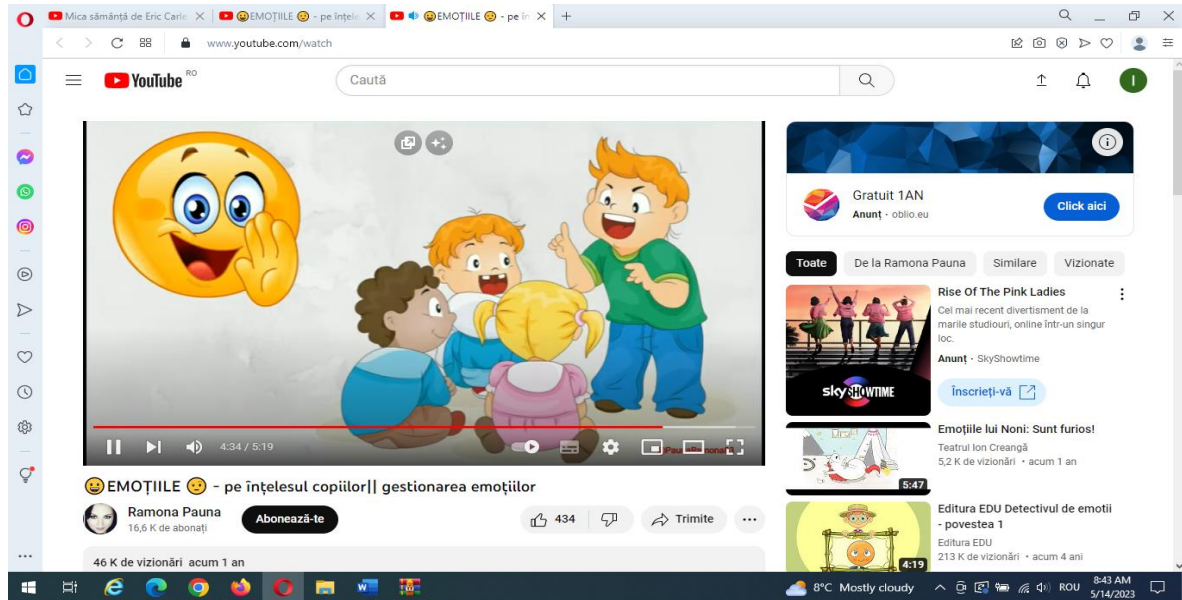 Mica sămânță de Eric Carle
😀EMOȚIILE 🙁 - pe înțele
😀EMOȚIILE 🙁 - pe în
www.youtube.com/watch
YouTube RO
Caută
I
4:34 / 5:19
😀EMOȚIILE 🙁 - pe înțelesul copiilor|| gestionarea emoțiilor
Ramona Pauna
16,6 K de abonați
Abonează-te
434
Trimite
46 K de vizionări acum 1 an
Gratuit 1AN
Anunț · oblio.eu
Click aici
Toate
De la Ramona Pauna
Similare
Vizionate
Rise Of The Pink Ladies
Cel mai recent divertisment de la
marile studiouri, online într-un singur
loc.
Anunț · SkyShowtime
Înscrieți-vă
sky SHOWTIME
Emoțiile lui Noni: Sunt furios!
Teatrul Ion Creangă
5,2 K de vizionări • acum 1 an
5:47
Editura EDU Detectivul de emotii
- povestea 1
Editura EDU
213 K de vizionări • acum 4 ani
4:19
8°C Mostly cloudy
ROU
8:43 AM
5/14/2023